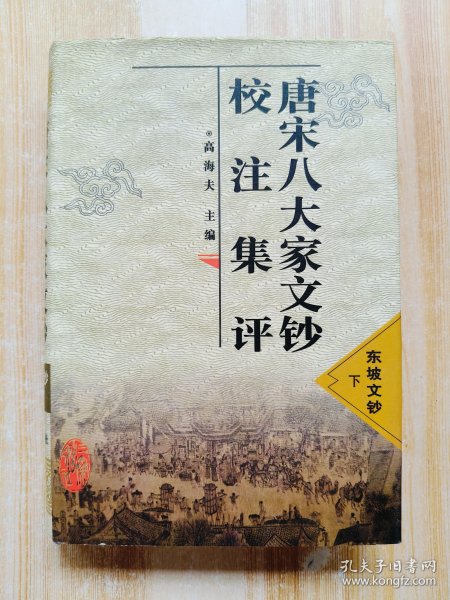 唐宋八大家文钞
校注集评
高海夫 主编
东坡文钞
下
孔夫子旧书网
www.kongfz.com